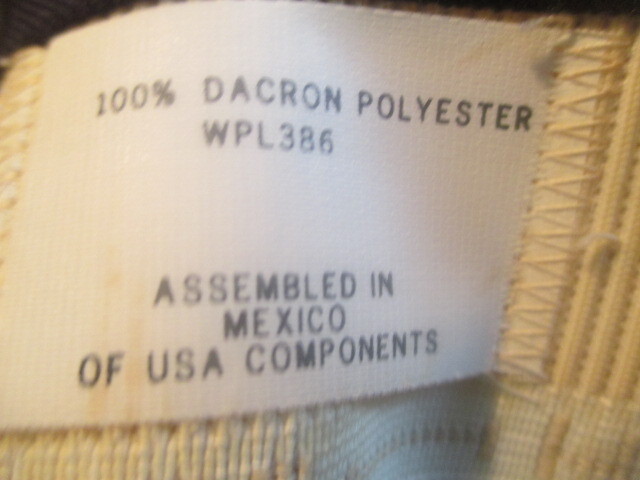 100% DACRON POLYESTER
WPL386
ASSEMBLED IN
MEXICO
OF USA COMPONENTS